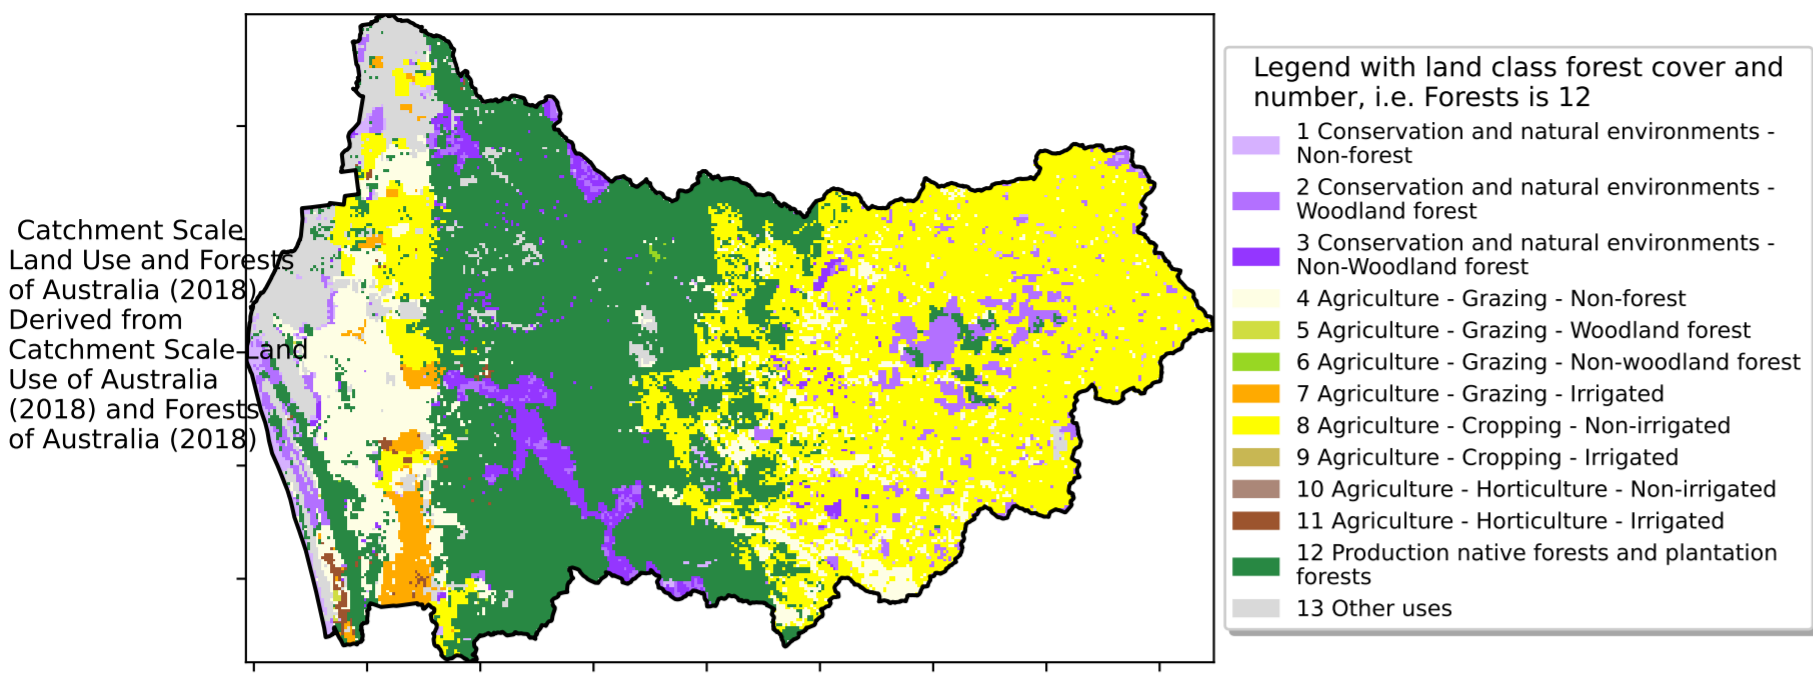 Catchment Scale
Land Use and Forests
of Australia (2018)
Derived from
Catchment Scale Land
Use of Australia
(2018) and Forests
of Australia (2018)
Legend with land class forest cover and
number, i.e. Forests is 12
1 Conservation and natural environments -
Non-forest
2 Conservation and natural environments -
Woodland forest
3 Conservation and natural environments -
Non-Woodland forest
4 Agriculture - Grazing - Non-forest
5 Agriculture - Grazing - Woodland forest
6 Agriculture - Grazing - Non-woodland forest
7 Agriculture - Grazing - Irrigated
8 Agriculture - Cropping - Non-irrigated
9 Agriculture - Cropping - Irrigated
10 Agriculture - Horticulture - Non-irrigated
11 Agriculture - Horticulture - Irrigated
12 Production native forests and plantation
forests
13 Other uses